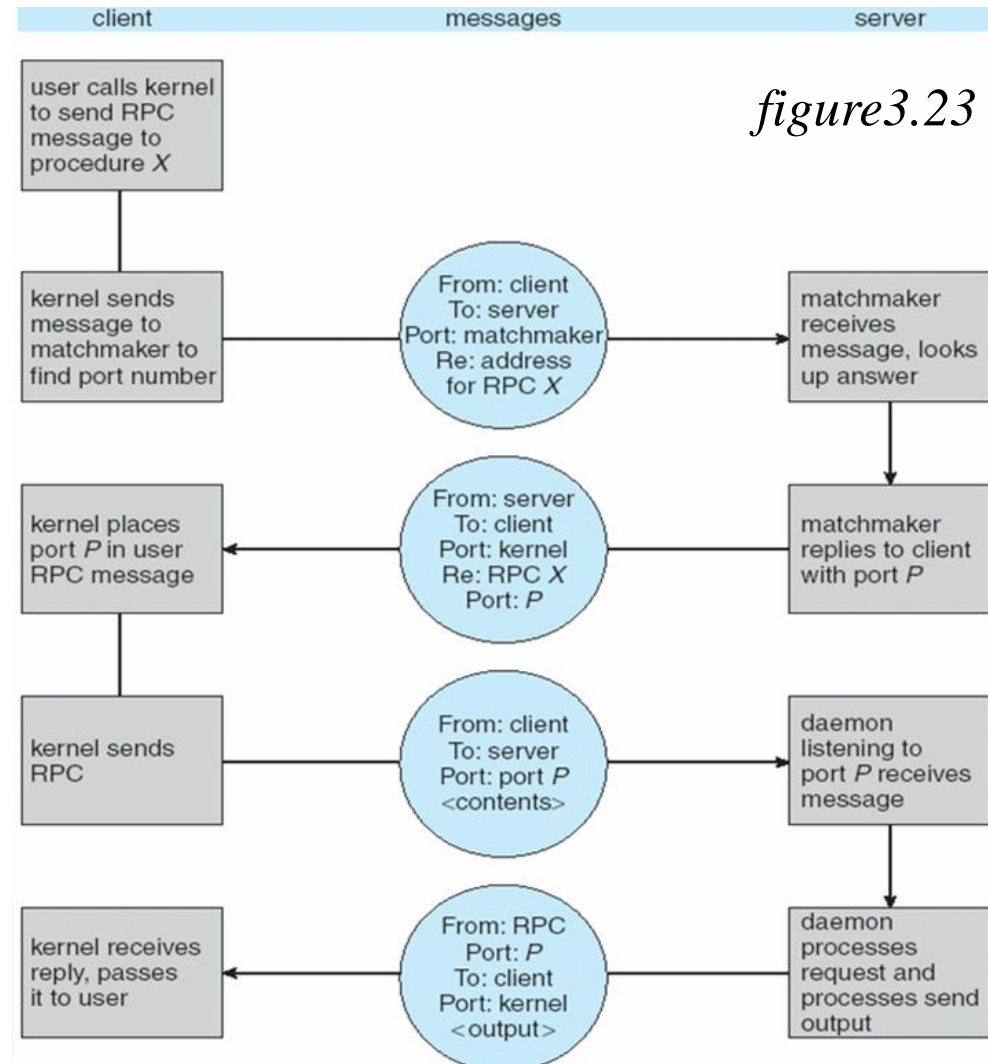 client
messages
server
figure3.23
user calls kernel
to send RPC
message to
procedure X
kernel sends
message to
matchmaker to
find port number
From: client
To: server
Port: matchmaker
Re: address
for RPC X
matchmaker
receives
message, looks
up answer
kernel places
port P in user
RPC message
From: server
To: client
Port: kernel
Re: RPC X
Port: P
matchmaker
replies to client
with port P
kernel sends
RPC
From: client
To: server
Port: port P
<contents>
daemon
listening to
port P receives
message
kernel receives
reply, passes
it to user
From: RPC
Port: P
To: client
Port: kernel
<output>
daemon
processes
request and
processes send
output